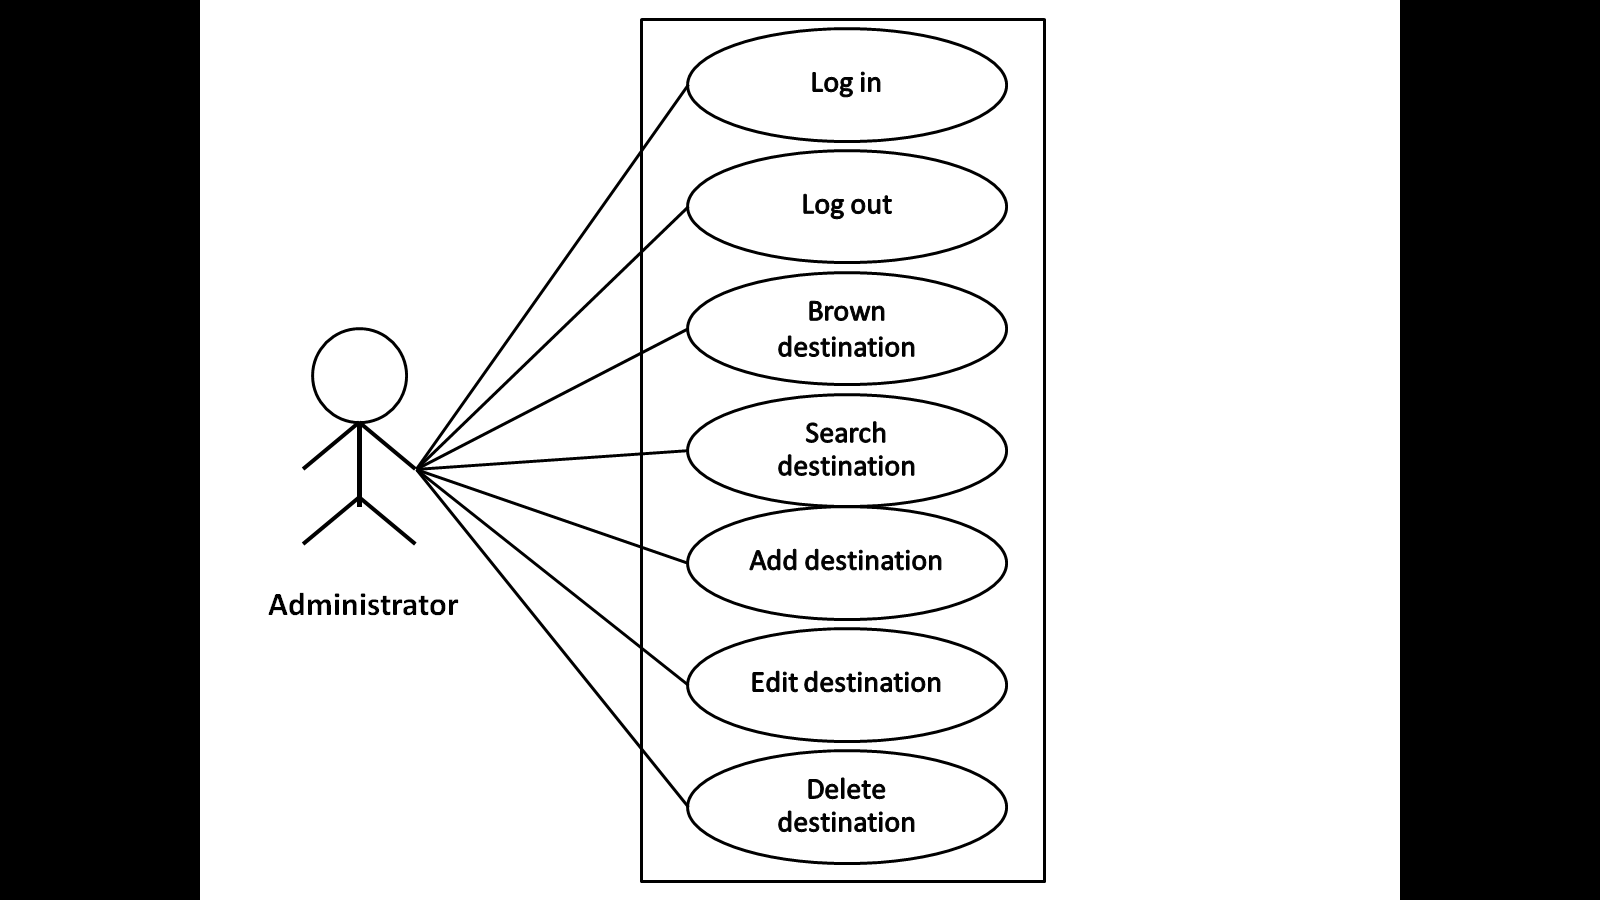 Log in
Log out
Brown
destination
Search
destination
Add destination
Administrator
Edit destination
Delete
destination